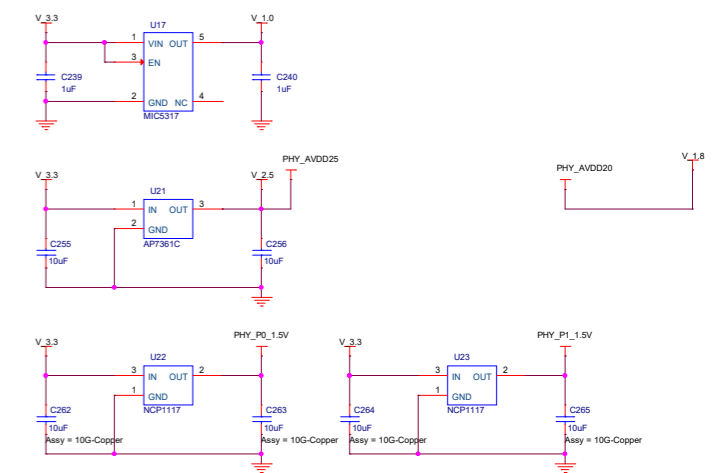 V_3.3 U17 V_1.0
1 VIN OUT 5
3 EN
C239 C240
1uF 1uF
2 GND NC 4
MIC5317
PHY_AVDD25 PHY_AVDD20 V_1.8
V_3.3 U21 V_2.5
1 IN OUT 3
2 GND
C255 AP7361C C256
10uF 10uF
V_3.3 PHY_P0_1.5V V_3.3 PHY_P1_1.5V
U22 U23
3 IN OUT 2 3 IN OUT 2
1 GND 1 GND
C262 NCP1117 C263 C264 NCP1117 C265
10uF 10uF 10uF 10uF
Assy = 10G-Copper Assy = 10G-Copper Assy = 10G-Copper Assy = 10G-Copper